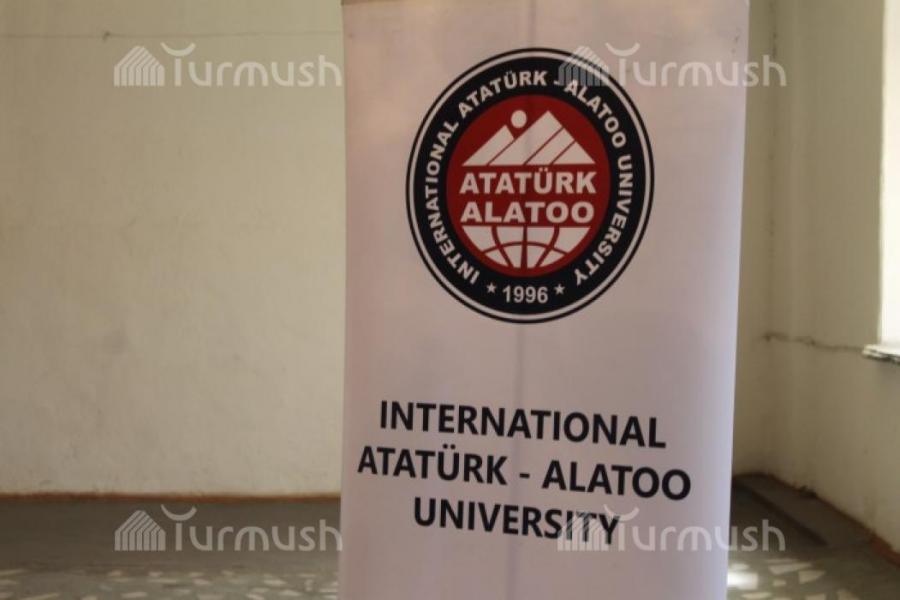 Turmush
Turmush
INTERNATIONAL ATATÜRK - ALATOO UNIVERSITY
ATATÜRK
ALATOO
★ 1996 ★
INTERNATIONAL
ATATÜRK - ALATOO
UNIVERSITY
Turmush
Turmush